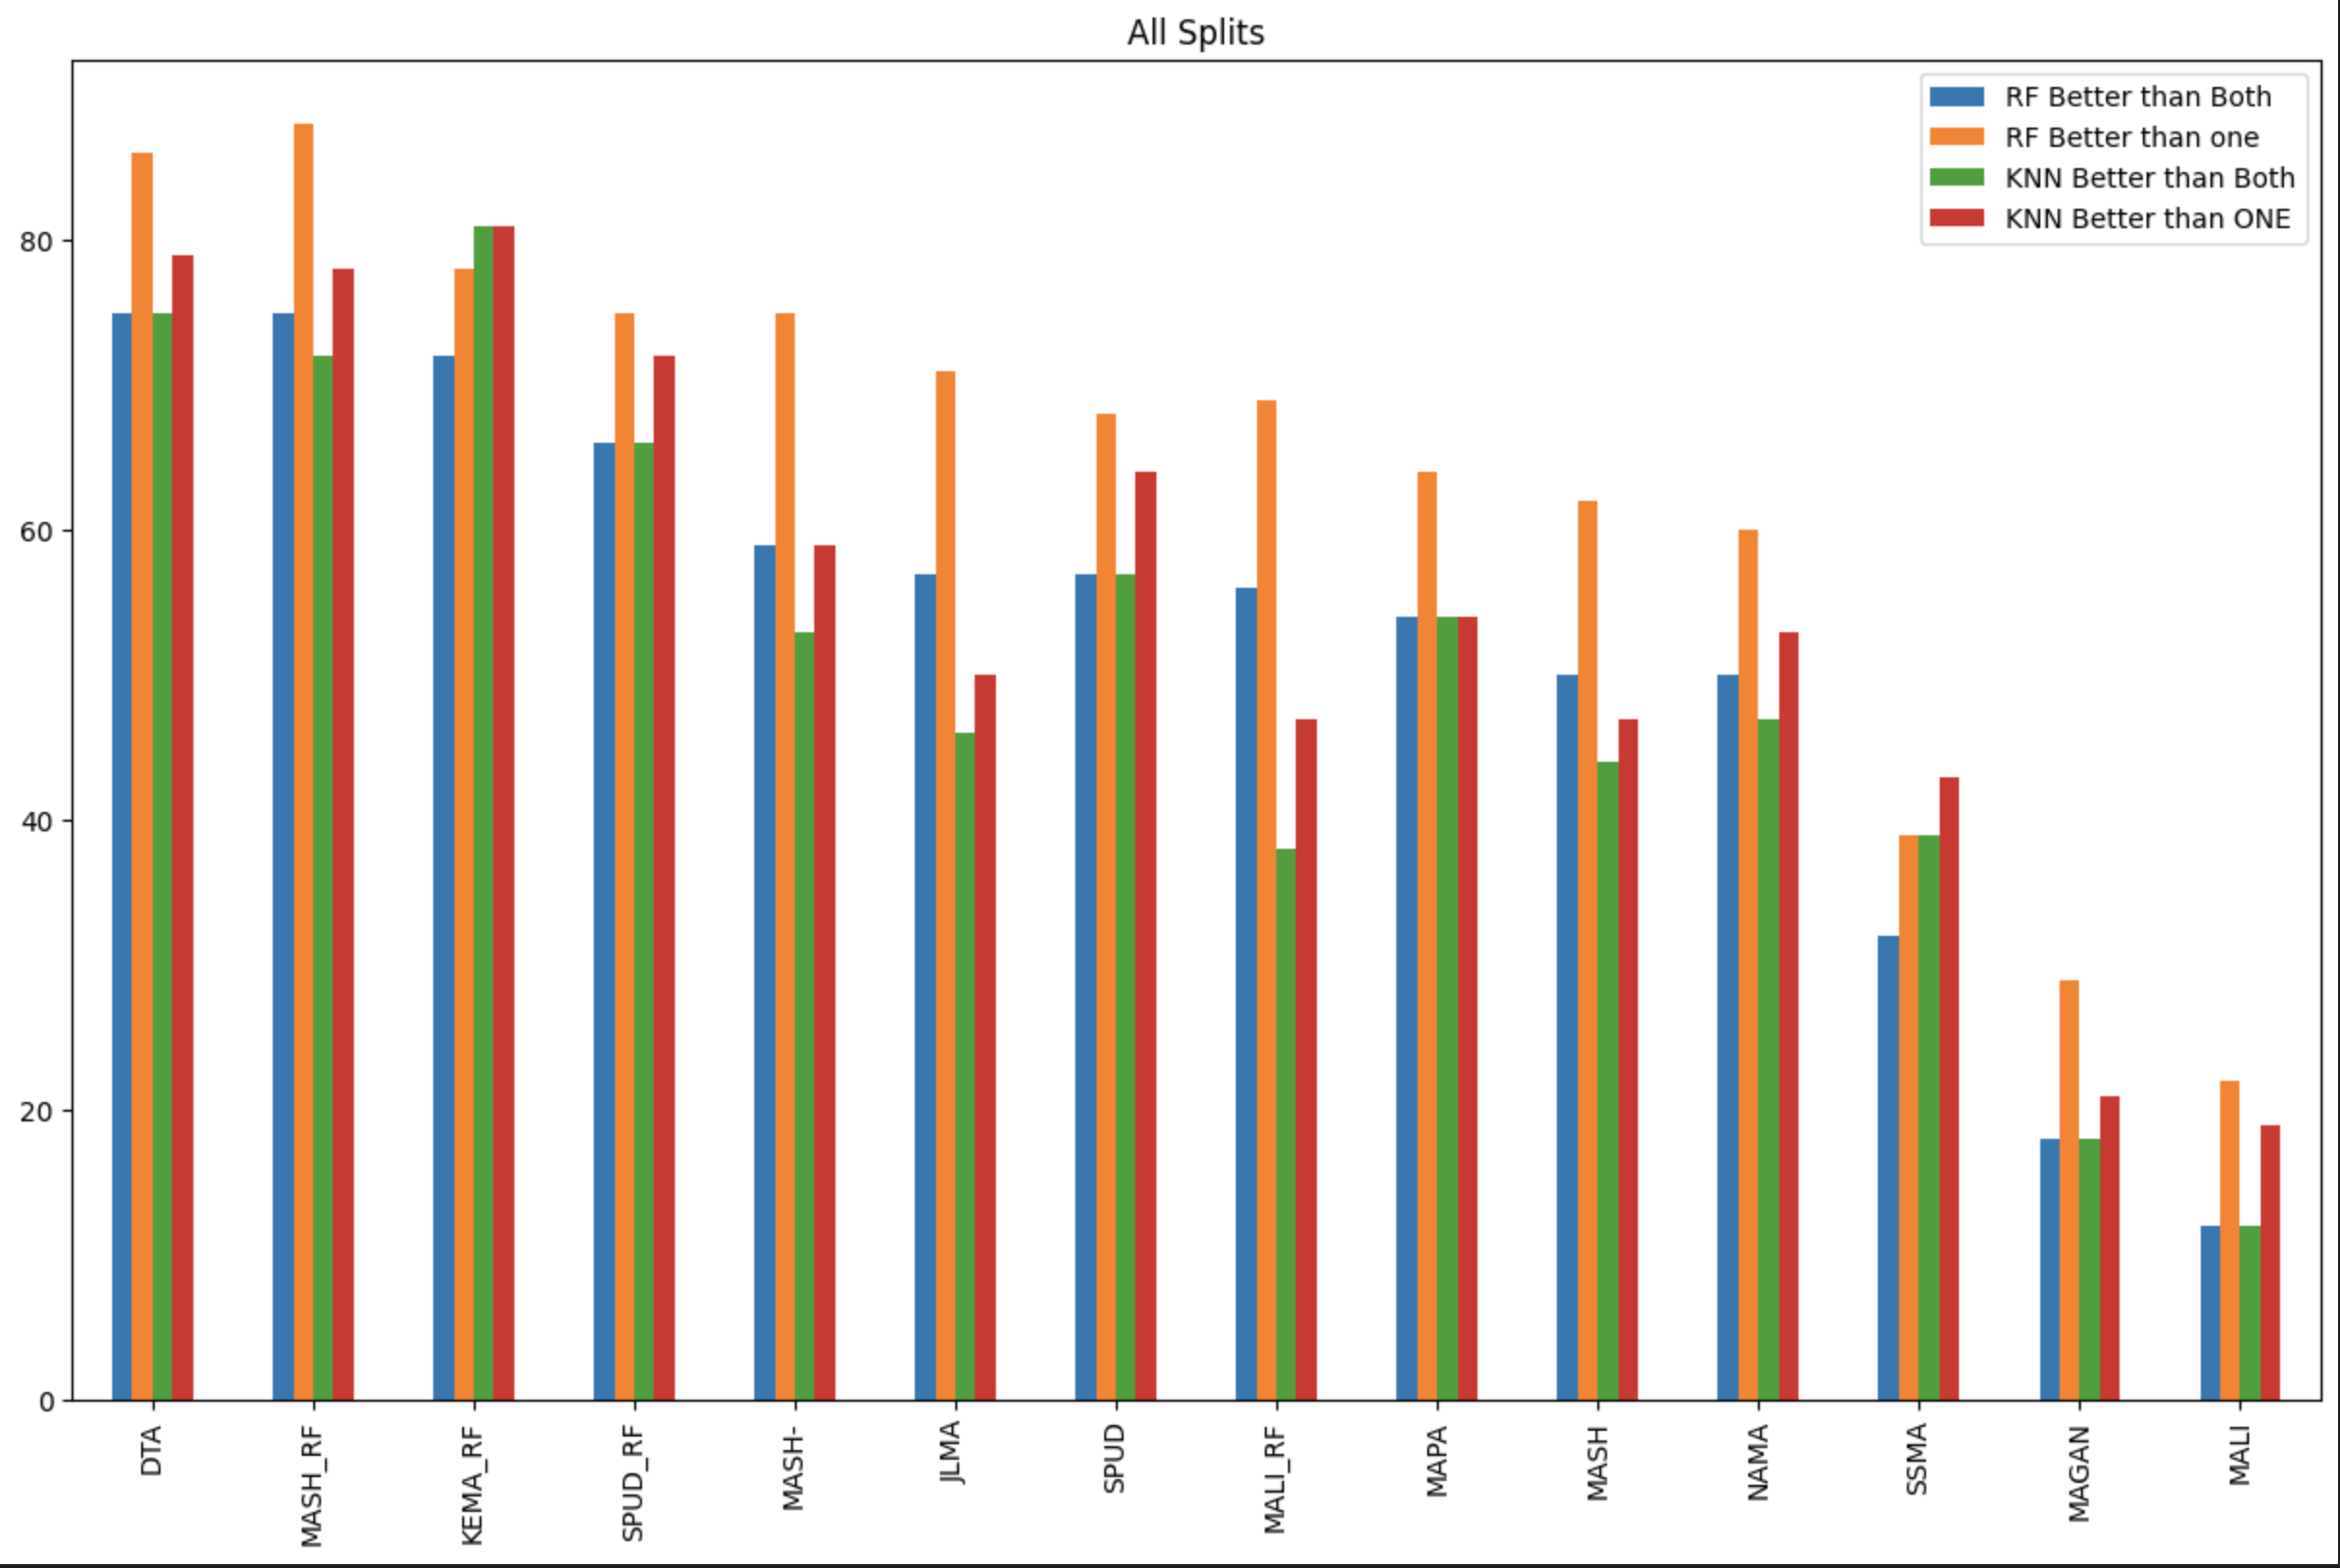 All Splits
RF Better than Both
RF Better than one
KNN Better than Both
KNN Better than ONE
80
60
40
20
0
DTA
MASH_RF
KEMA_RF
SPUD_RF
MASH-
JLMA
SPUD
MALI_RF
MAPA
MASH
NAMA
SSMA
MAGAN
MALI